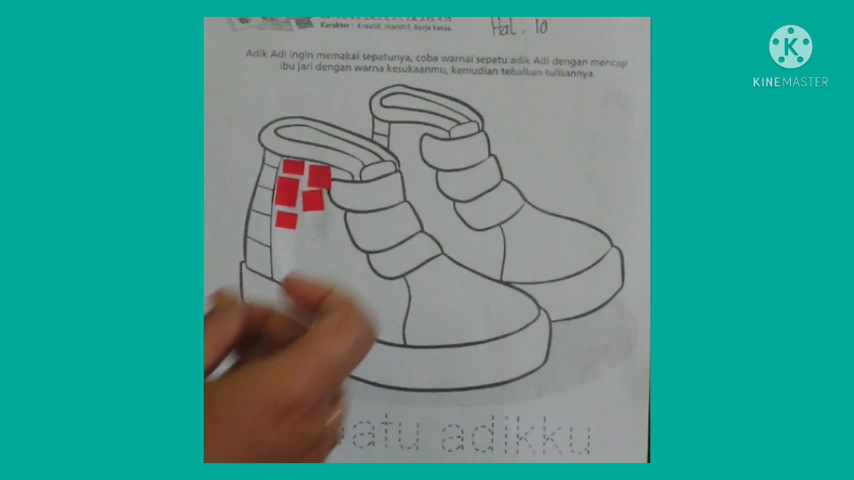 Karakter : Kreatif, mandiri, kerja keras.
Hal. 10
Adik Adi ingin memakai sepatunya, coba warnai sepatu adik Adi dengan mencap
ibu jari dengan warna kesukaanmu, kemudian tebalkan tulisannya
patu adikku
K
KINEMASTER